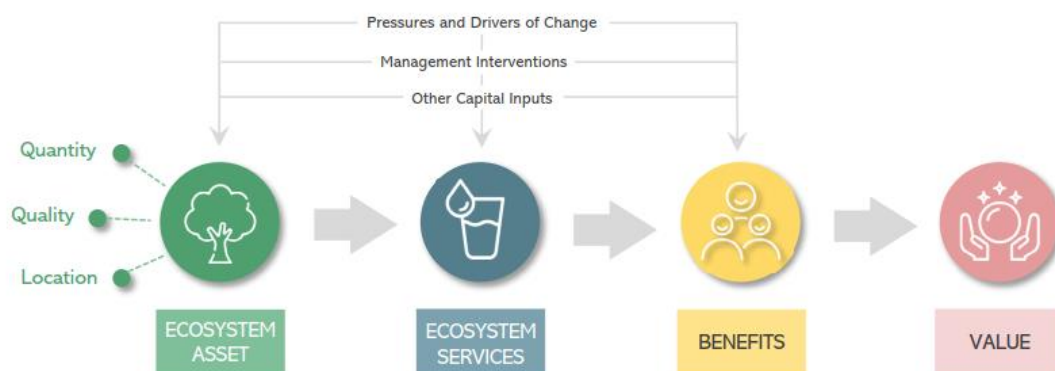 Pressures and Drivers of Change
Management Interventions
Other Capital Inputs
Quantity
Quality
Location
ECOSYSTEM
ASSET
ECOSYSTEM
SERVICES
BENEFITS
VALUE